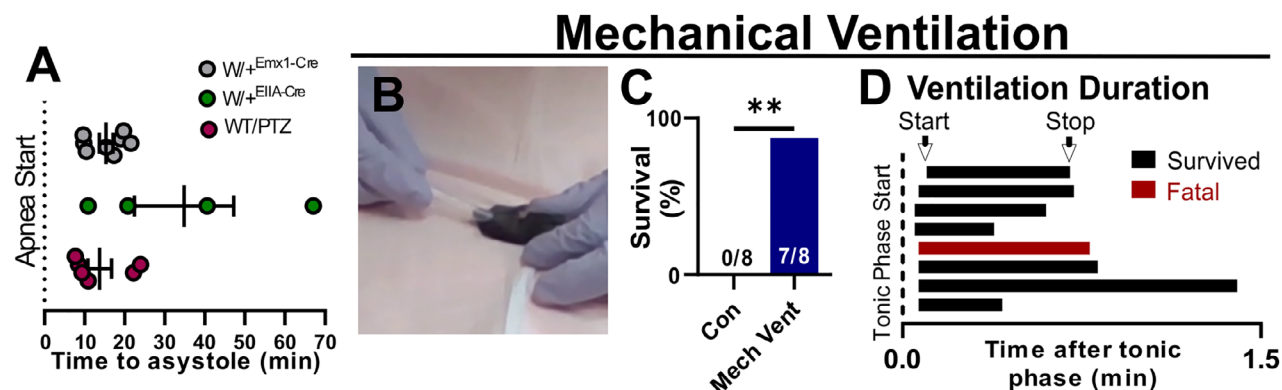 Mechanical Ventilation
A
W/+Emx1-Cre
W/+EIIA-Cre
WT/PTZ
Apnea Start
0 10 20 30 40 50 60 70
Time to asystole (min)
B
C
**
100
Survival
(%)
0
0/8 7/8
Con
Mech Vent
D Ventilation Duration
Start Stop
Survived
Fatal
Tonic Phase Start
0.0 1.5
Time after tonic
phase (min)